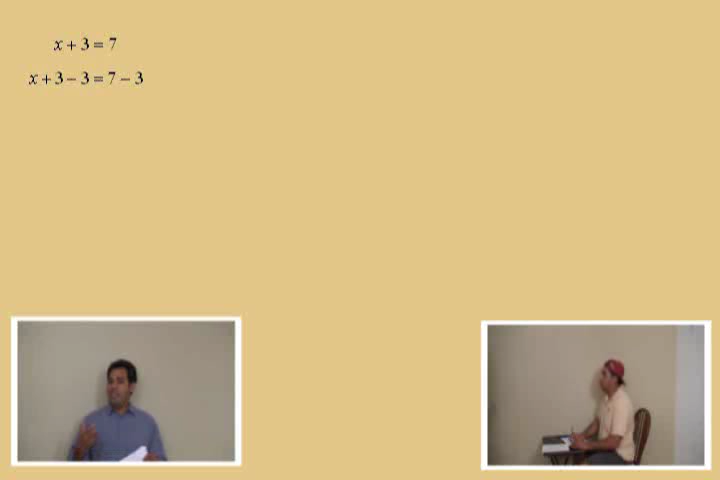 x + 3 = 7
x + 3 − 3 = 7 − 3